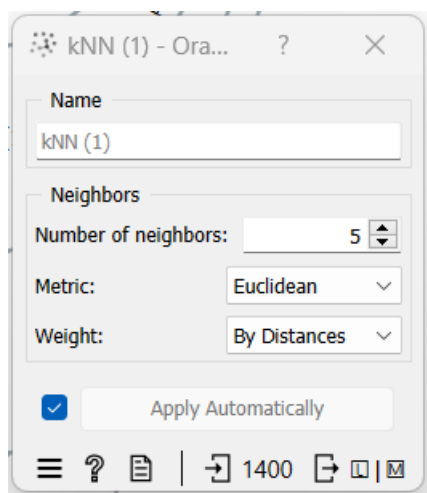 kNN (1) - Ora... ? ×
Name
kNN (1)
Neighbors
Number of neighbors: 5
Metric: Euclidean
Weight: By Distances
Apply Automatically
? 1400 L | M